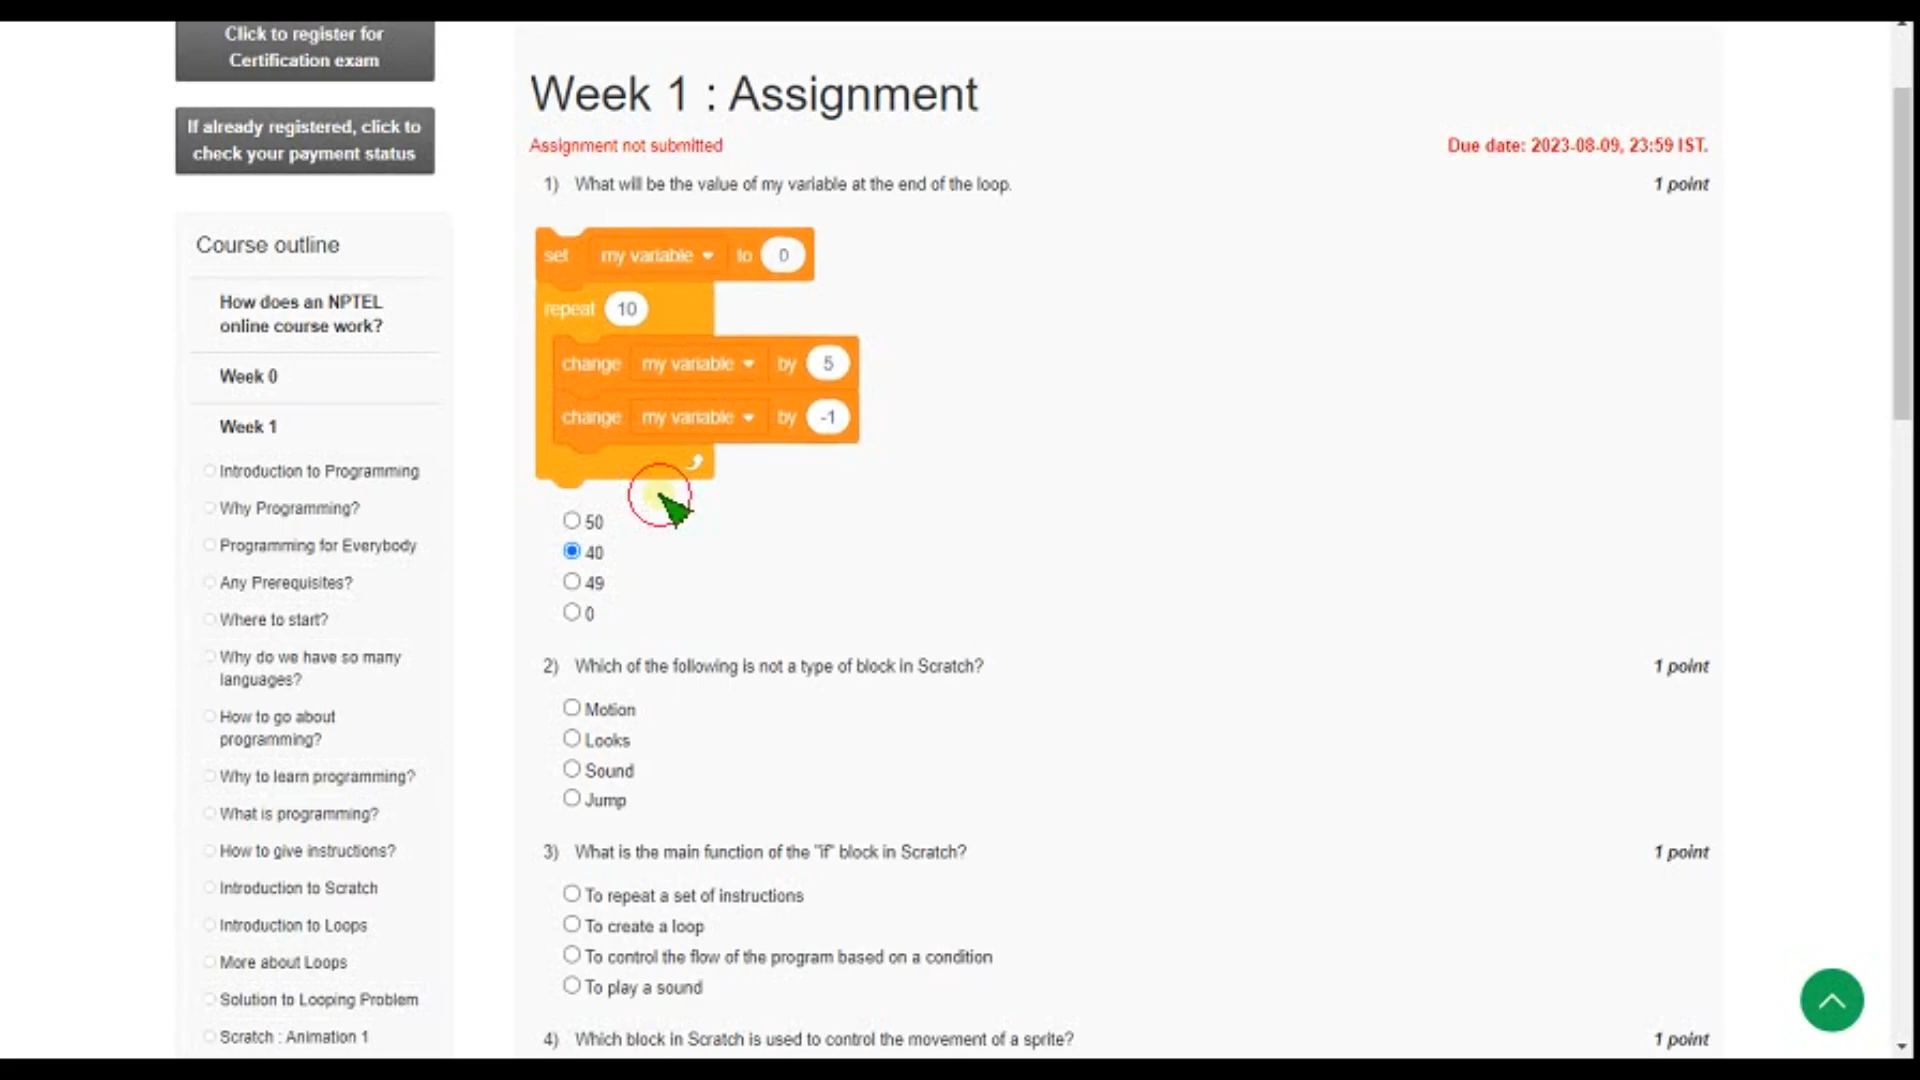 Click to register for
Certification exam
If already registered, click to
check your payment status
Course outline
How does an NPTEL
online course work?
Week 0
Week 1
Introduction to Programming
Why Programming?
Programming for Everybody
Any Prerequisites?
Where to start?
Why do we have so many
languages?
How to go about
programming?
Why to learn programming?
What is programming?
How to give instructions?
Introduction to Scratch
Introduction to Loops
More about Loops
Solution to Looping Problem
Scratch : Animation 1
Week 1 : Assignment
Assignment not submitted Due date: 2023-08-09, 23:59 IST.
1) What will be the value of my variable at the end of the loop. 1 point
set my variable to 0
repeat 10
change my variable by 5
change my variable by -1
50
40
49
0
2) Which of the following is not a type of block in Scratch? 1 point
Motion
Looks
Sound
Jump
3) What is the main function of the "if" block in Scratch? 1 point
To repeat a set of instructions
To create a loop
To control the flow of the program based on a condition
To play a sound
4) Which block in Scratch is used to control the movement of a sprite? 1 point